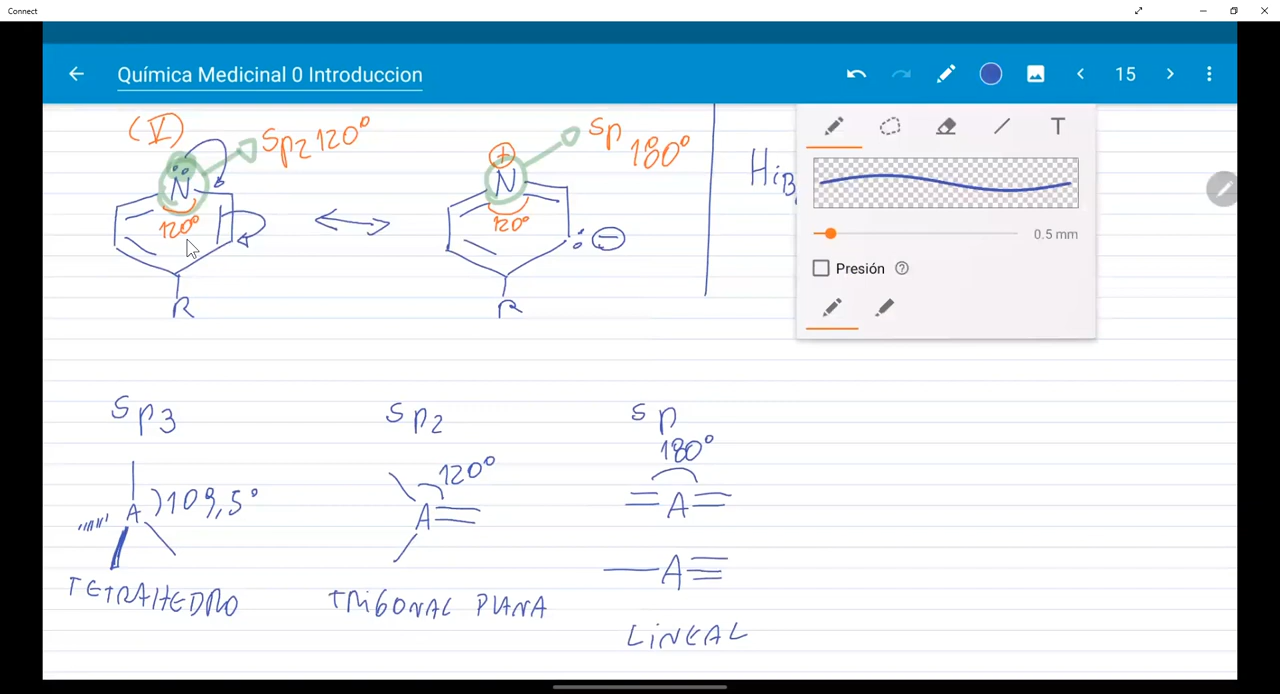 Connect
Química Medicinal 0 Introduccion
15
(V)
Sp2 120°
N
120°
R
+
Sp
180°
N
120°
R
HiB
0.5 mm
Presión
Sp3
A
109,5°
TETRAHEDRO
Sp2
120°
A
TRIGONAL PLANA
Sp
180°
A
A
LINEAL